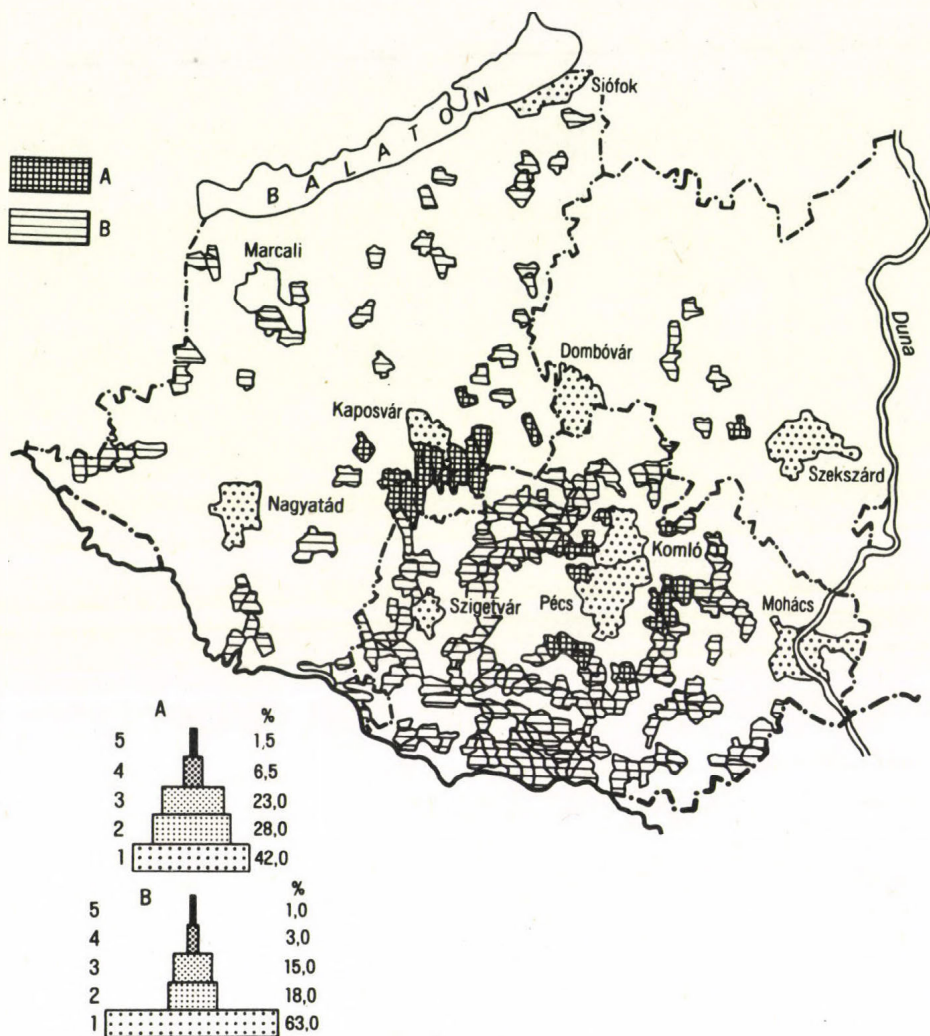 Siófok
BALATON
A
B
Marcali
Duna
Dombóvár
Kaposvár
Szekszárd
Nagyatád
Komló
Szigetvár
Pécs
Mohács
A %
5 1,5
4 6,5
3 23,0
2 28,0
1 42,0
B %
5 1,0
4 3,0
3 15,0
2 18,0
1 63,0